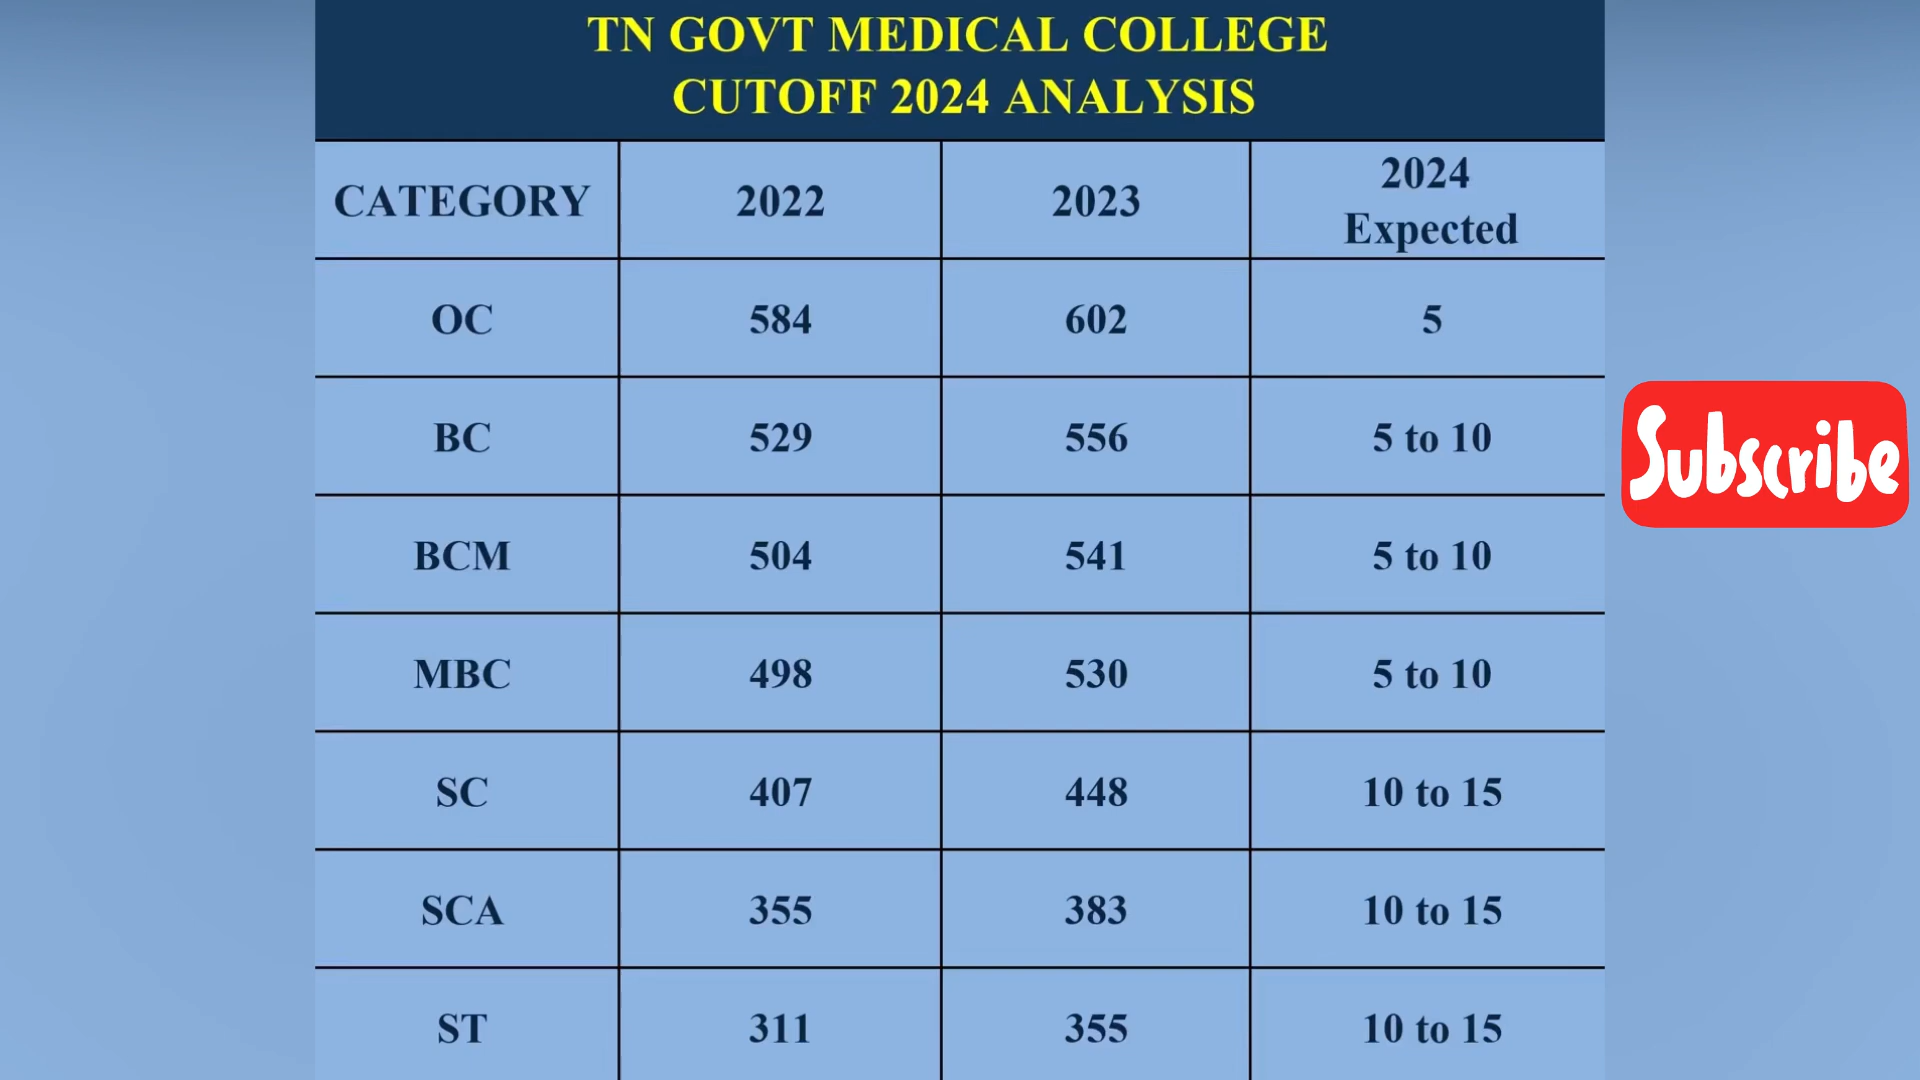 TN GOVT MEDICAL COLLEGE
CUTOFF 2024 ANALYSIS
CATEGORY 2022 2023 2024 Expected
OC 584 602 5
BC 529 556 5 to 10
BCM 504 541 5 to 10
MBC 498 530 5 to 10
SC 407 448 10 to 15
SCA 355 383 10 to 15
ST 311 355 10 to 15
Subscribe